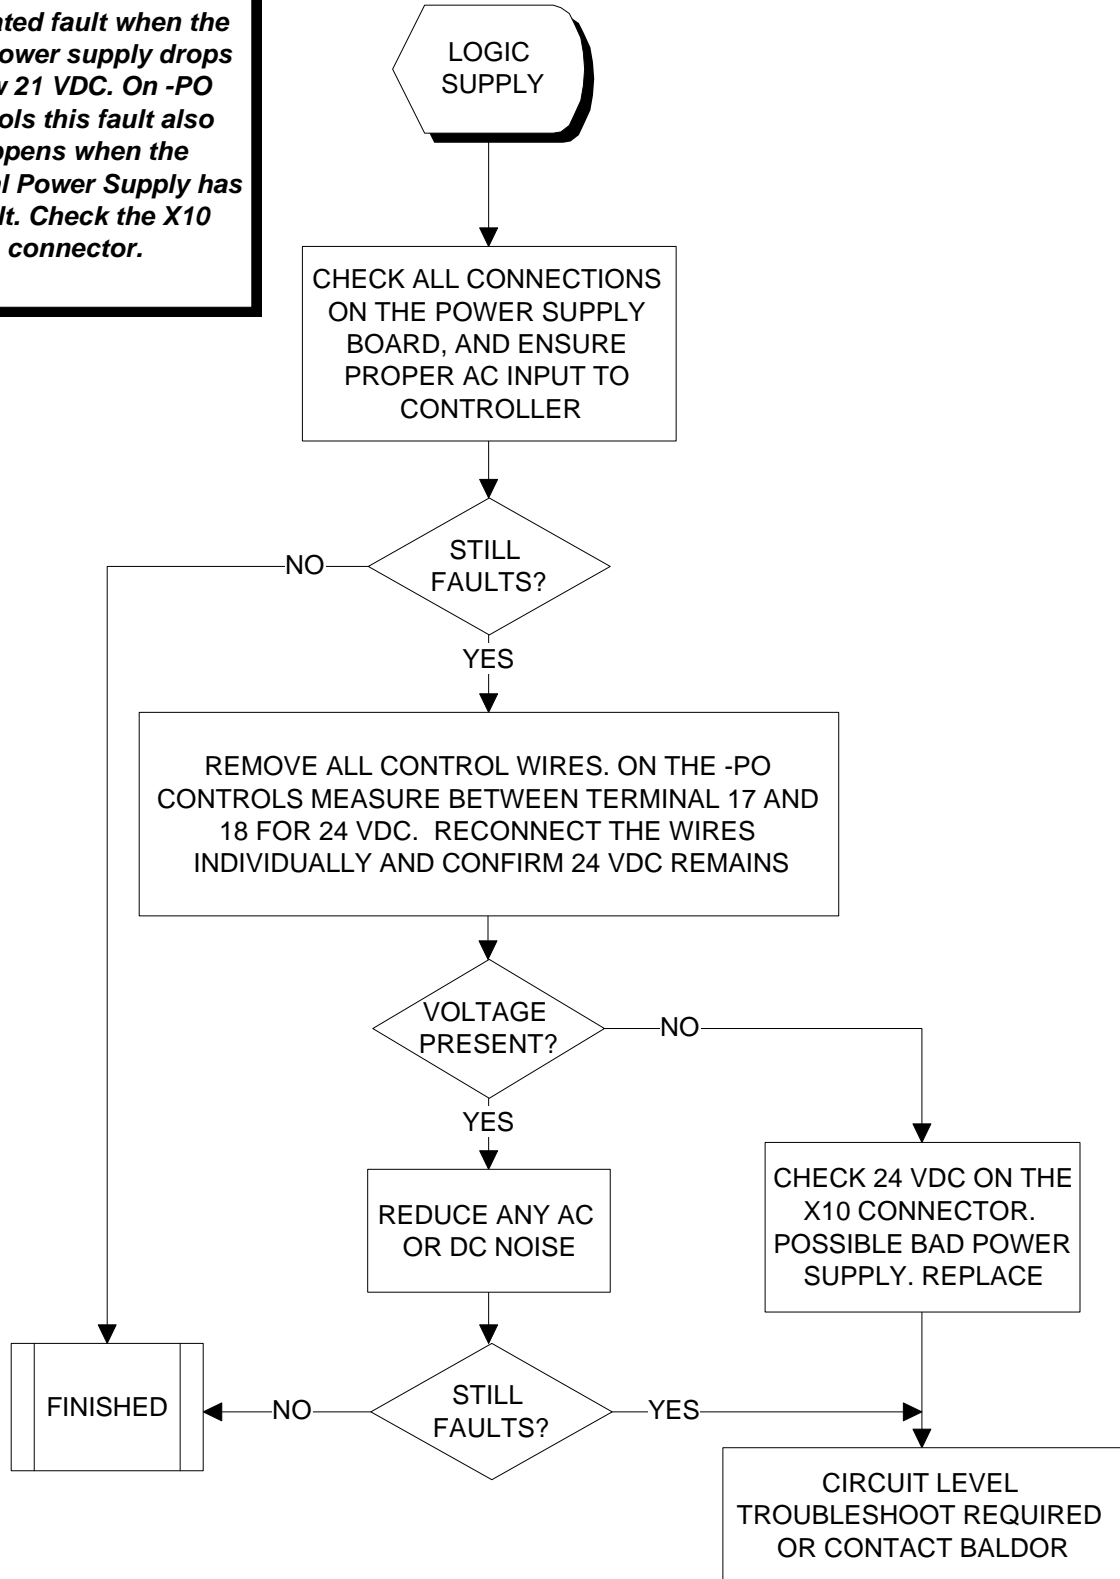 fault when the
supply drops
21 VDC. On -PO
this fault also
when the
Power Supply has
Check the X10
connector.
LOGIC
SUPPLY
CHECK ALL CONNECTIONS
ON THE POWER SUPPLY
BOARD, AND ENSURE
PROPER AC INPUT TO
CONTROLLER
STILL
FAULTS?
NO
YES
REMOVE ALL CONTROL WIRES. ON THE -PO
CONTROLS MEASURE BETWEEN TERMINAL 17 AND
18 FOR 24 VDC. RECONNECT THE WIRES
INDIVIDUALLY AND CONFIRM 24 VDC REMAINS
VOLTAGE
PRESENT?
NO
YES
REDUCE ANY AC
OR DC NOISE
CHECK 24 VDC ON THE
X10 CONNECTOR.
POSSIBLE BAD POWER
SUPPLY. REPLACE
STILL
FAULTS?
NO
YES
FINISHED
CIRCUIT LEVEL
TROUBLESHOOT REQUIRED
OR CONTACT BALDOR